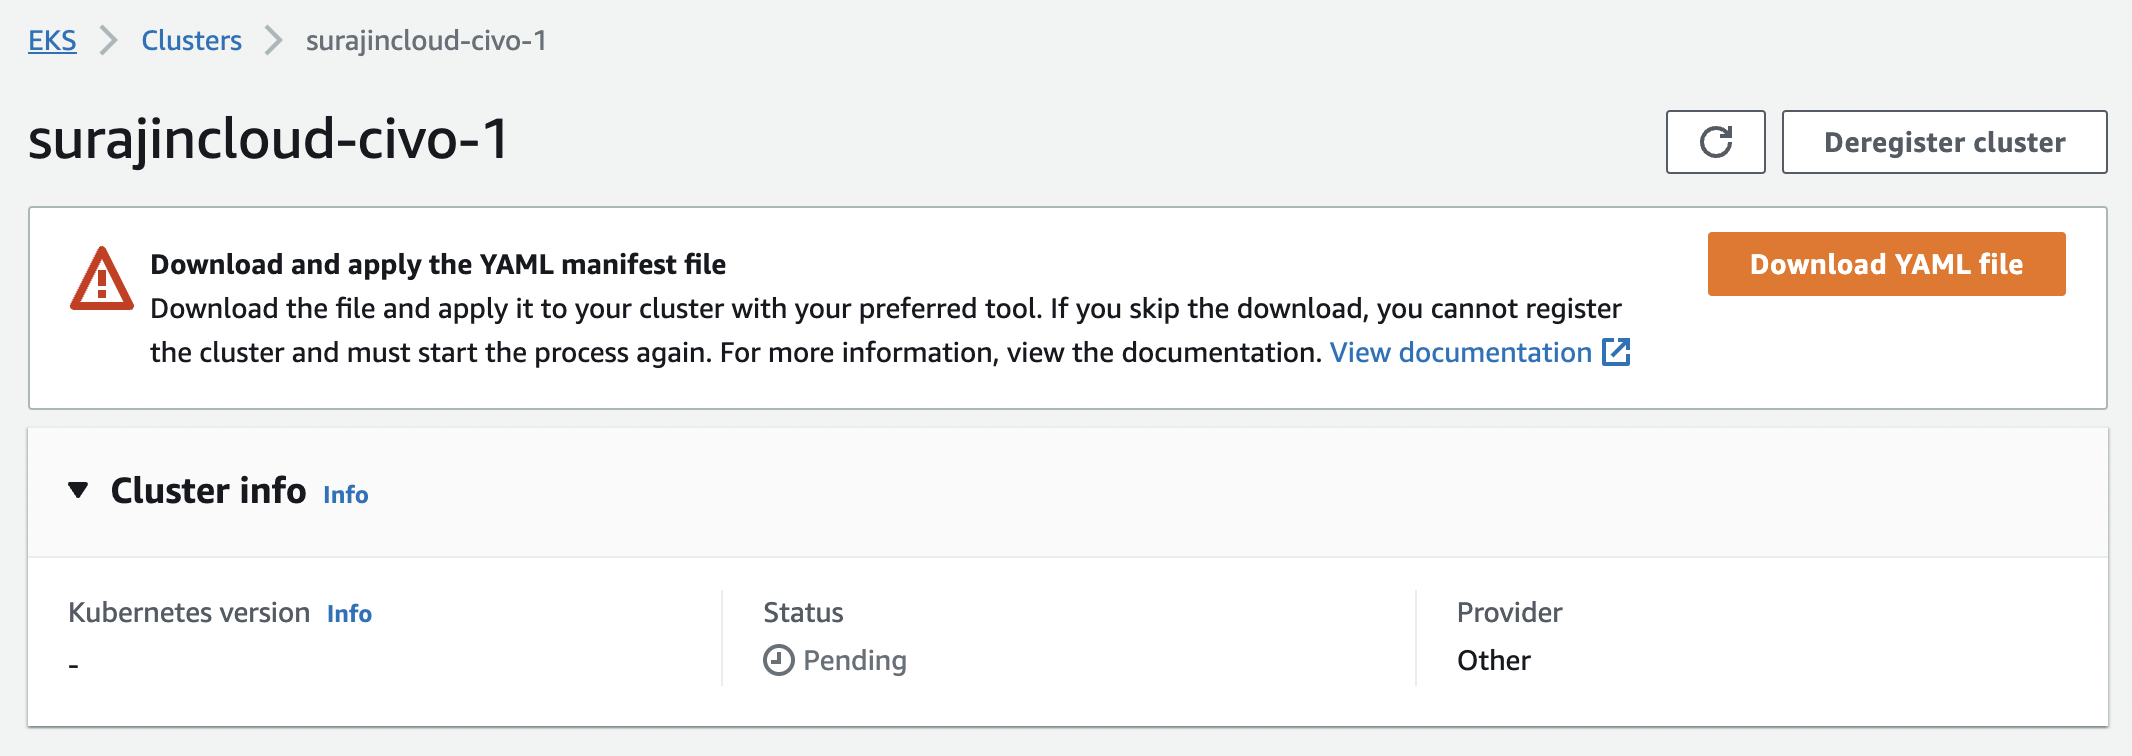 EKS > Clusters > surajincloud-civo-1
surajincloud-civo-1
Deregister cluster
Download and apply the YAML manifest file
Download YAML file
Download the file and apply it to your cluster with your preferred tool. If you skip the download, you cannot register
the cluster and must start the process again. For more information, view the documentation. View documentation
Cluster info Info
Kubernetes version Info
-
Status
Pending
Provider
Other